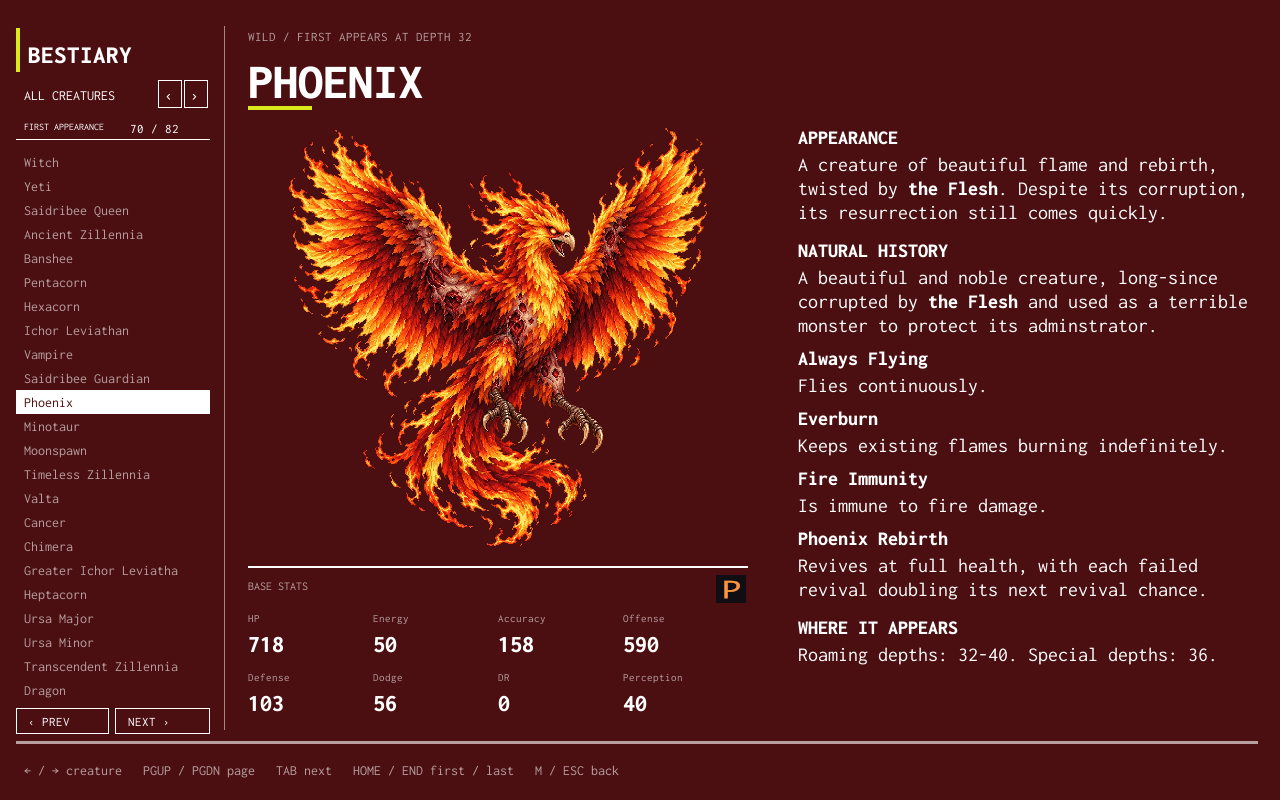 BESTIARY
ALL CREATURES ‹ ›
FIRST APPEARANCE 70 / 82
Witch
Yeti
Saidribee Queen
Ancient Zillennia
Banshee
Pentacorn
Hexacorn
Ichor Leviathan
Vampire
Saidribee Guardian
Phoenix
Minotaur
Moonspawn
Timeless Zillennia
Valta
Cancer
Chimera
Greater Ichor Leviatha
Heptacorn
Ursa Major
Ursa Minor
Transcendent Zillennia
Dragon
‹ PREV NEXT ›
WILD / FIRST APPEARS AT DEPTH 32
PHOENIX
BASE STATS P
HP Energy Accuracy Offense
718 50 158 590
Defense Dodge DR Perception
103 56 0 40
APPEARANCE
A creature of beautiful flame and rebirth,
twisted by the Flesh. Despite its corruption,
its resurrection still comes quickly.
NATURAL HISTORY
A beautiful and noble creature, long-since
corrupted by the Flesh and used as a terrible
monster to protect its adminstrator.
Always Flying
Flies continuously.
Everburn
Keeps existing flames burning indefinitely.
Fire Immunity
Is immune to fire damage.
Phoenix Rebirth
Revives at full health, with each failed
revival doubling its next revival chance.
WHERE IT APPEARS
Roaming depths: 32-40. Special depths: 36.
← / → creature PGUP / PGDN page TAB next HOME / END first / last M / ESC back